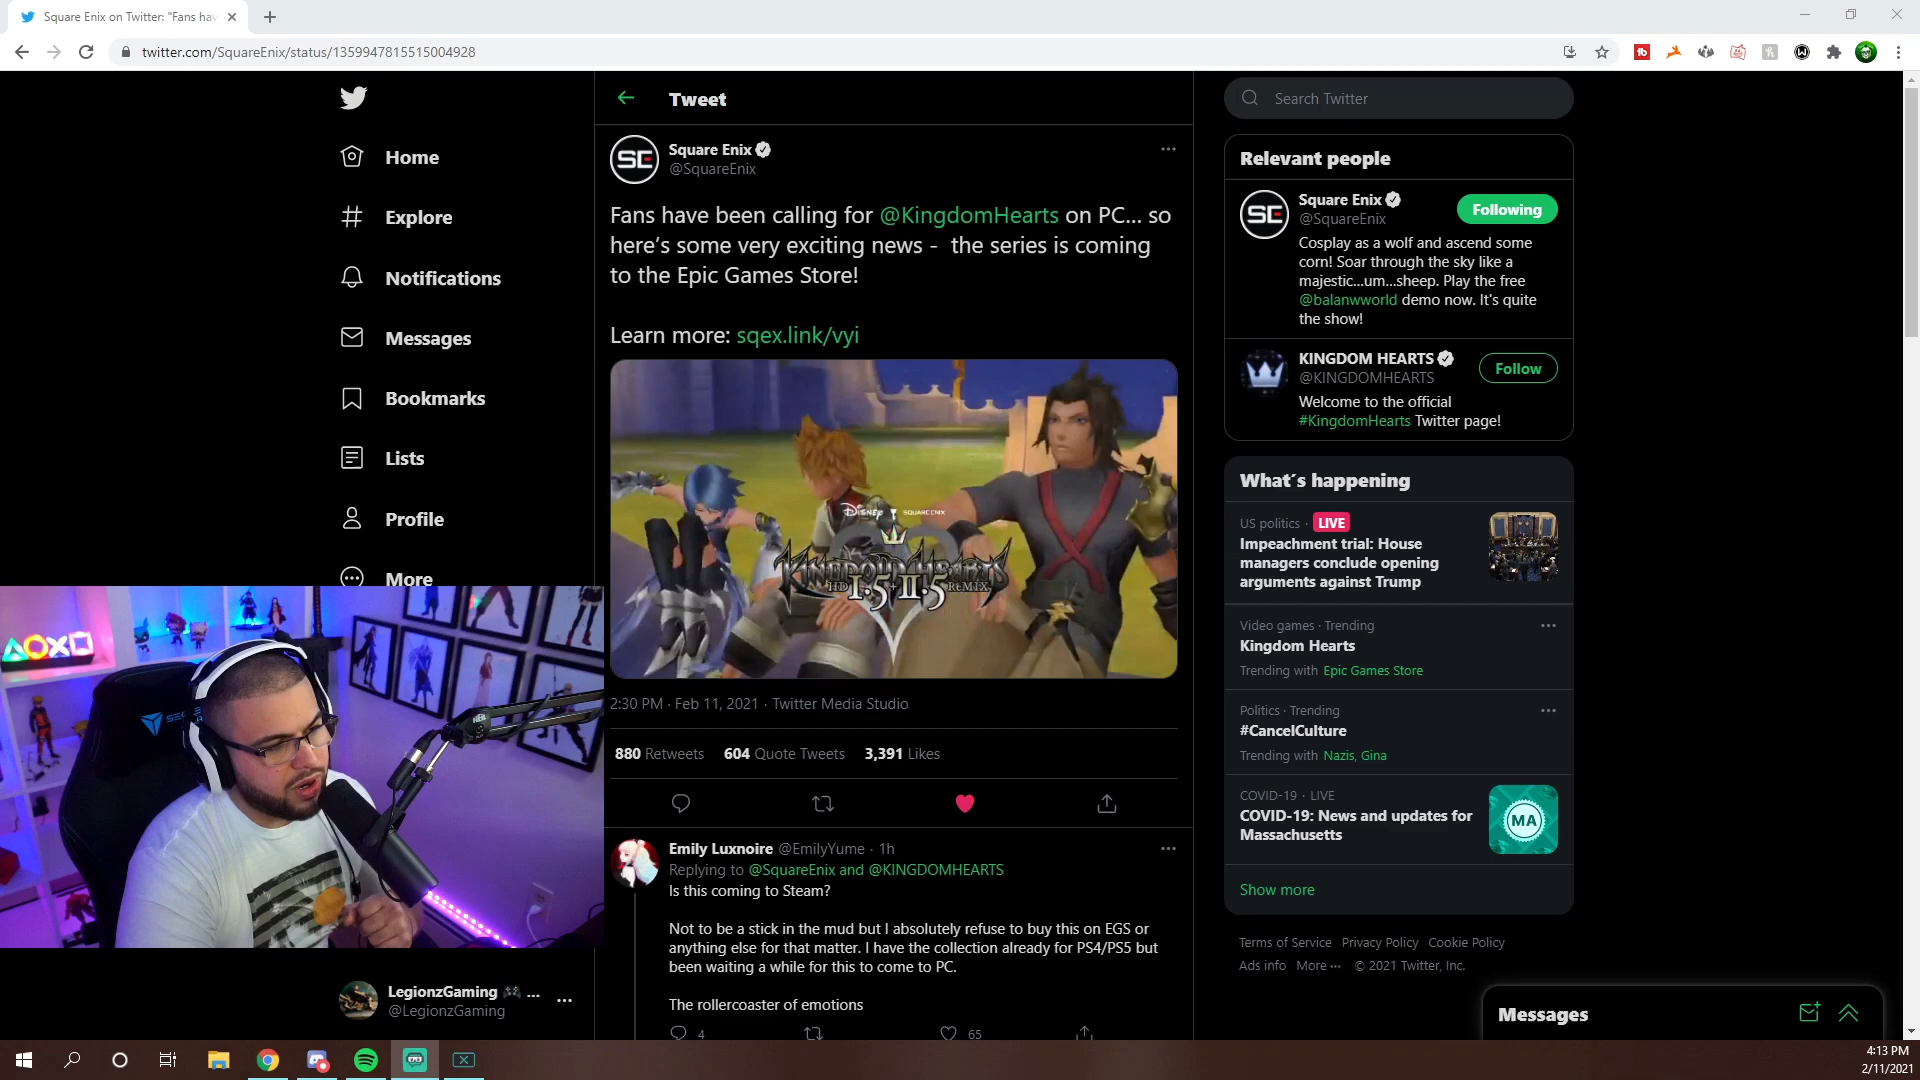 Square Enix on Twitter: "Fans hav
twitter.com/SquareEnix/status/1359947815515004928
Home
Explore
Notifications
Messages
Bookmarks
Lists
Profile
More
LegionzGaming 🎮 ...
@LegionzGaming
Tweet
SE
Square Enix
@SquareEnix
Fans have been calling for @KingdomHearts on PC... so
here's some very exciting news - the series is coming
to the Epic Games Store!
Learn more: sqex.link/vyi
Disney SQUARE ENIX
KINGDOM HEARTS
HD I.5+II.5 ReMIX
2:30 PM · Feb 11, 2021 · Twitter Media Studio
880 Retweets 604 Quote Tweets 3,391 Likes
Emily Luxnoire @EmilyYume · 1h
Replying to @SquareEnix and @KINGDOMHEARTS
Is this coming to Steam?
Not to be a stick in the mud but I absolutely refuse to buy this on EGS or
anything else for that matter. I have the collection already for PS4/PS5 but
been waiting a while for this to come to PC.
The rollercoaster of emotions
4 65
Search Twitter
Relevant people
SE
Square Enix
@SquareEnix
Following
Cosplay as a wolf and ascend some
corn! Soar through the sky like a
majestic...um...sheep. Play the free
@balanwworld demo now. It's quite
the show!
KINGDOM HEARTS
@KINGDOMHEARTS
Follow
Welcome to the official
#KingdomHearts Twitter page!
What's happening
US politics · LIVE
Impeachment trial: House
managers conclude opening
arguments against Trump
Video games · Trending
Kingdom Hearts
Trending with Epic Games Store
Politics · Trending
#CancelCulture
Trending with Nazis, Gina
COVID-19 · LIVE
COVID-19: News and updates for
Massachusetts
MA
Show more
Terms of Service Privacy Policy Cookie Policy
Ads info More ··· © 2021 Twitter, Inc.
Messages
4:13 PM
2/11/2021